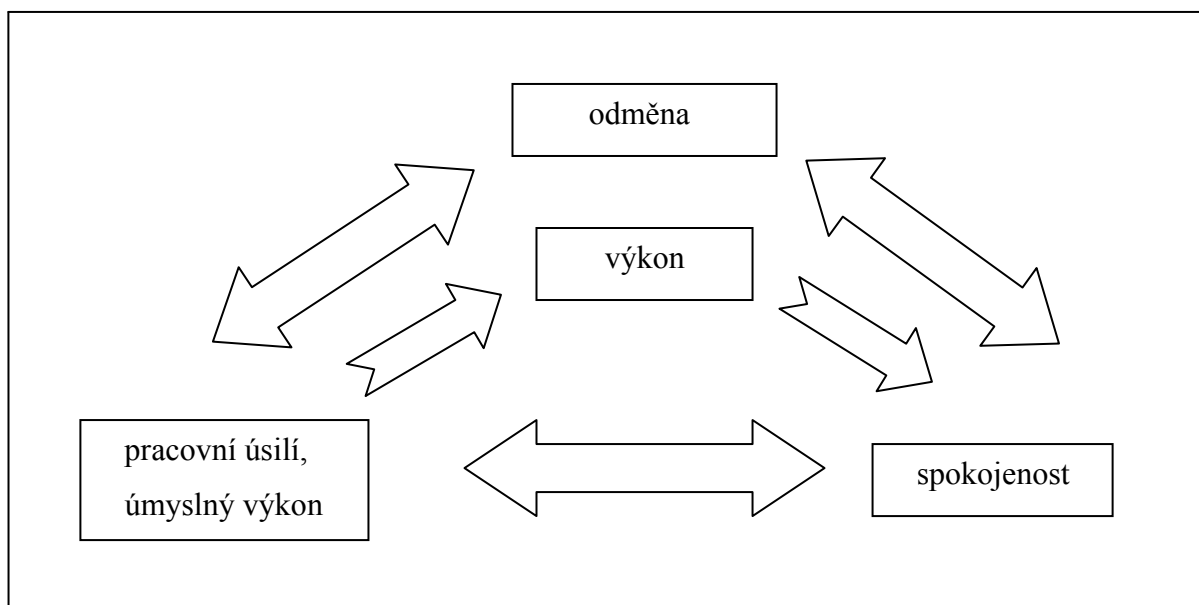 odměna
výkon
pracovní úsilí,
úmyslný výkon
spokojenost